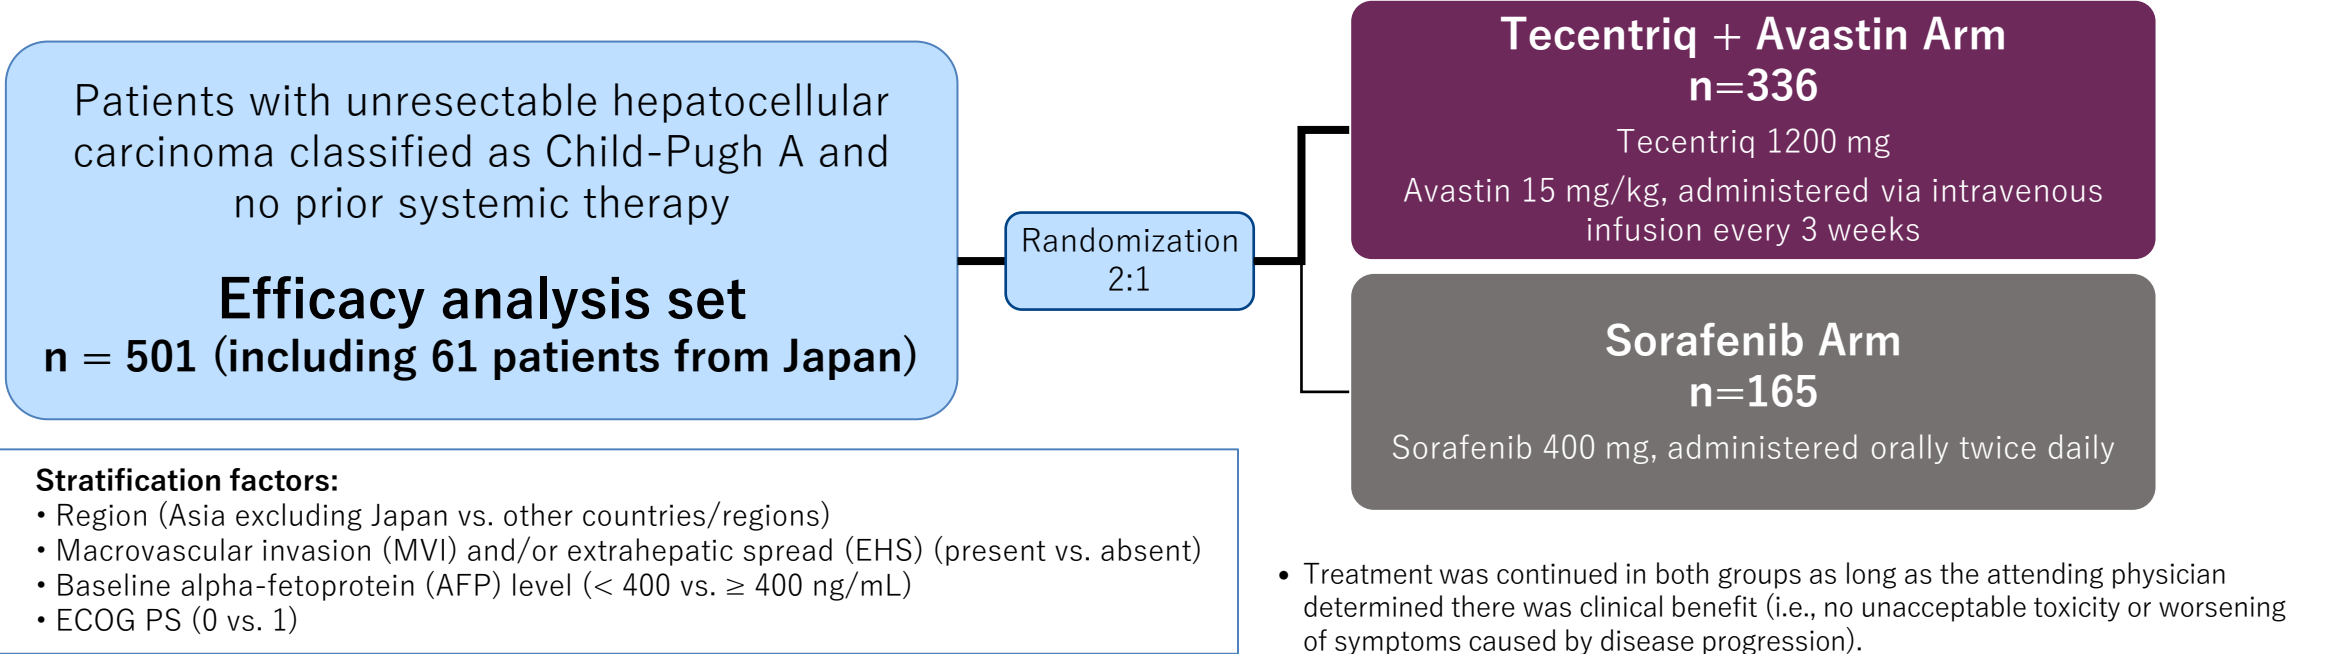 Patients with unresectable hepatocellular
carcinoma classified as Child-Pugh A and
no prior systemic therapy
Efficacy analysis set
n = 501 (including 61 patients from Japan)
Randomization
2:1
Tecentriq + Avastin Arm
n=336
Tecentriq 1200 mg
Avastin 15 mg/kg, administered via intravenous
infusion every 3 weeks
Sorafenib Arm
n=165
Sorafenib 400 mg, administered orally twice daily
Stratification factors:
• Region (Asia excluding Japan vs. other countries/regions)
• Macrovascular invasion (MVI) and/or extrahepatic spread (EHS) (present vs. absent)
• Baseline alpha-fetoprotein (AFP) level (< 400 vs. ≥ 400 ng/mL)
• ECOG PS (0 vs. 1)
• Treatment was continued in both groups as long as the attending physician
determined there was clinical benefit (i.e., no unacceptable toxicity or worsening
of symptoms caused by disease progression).